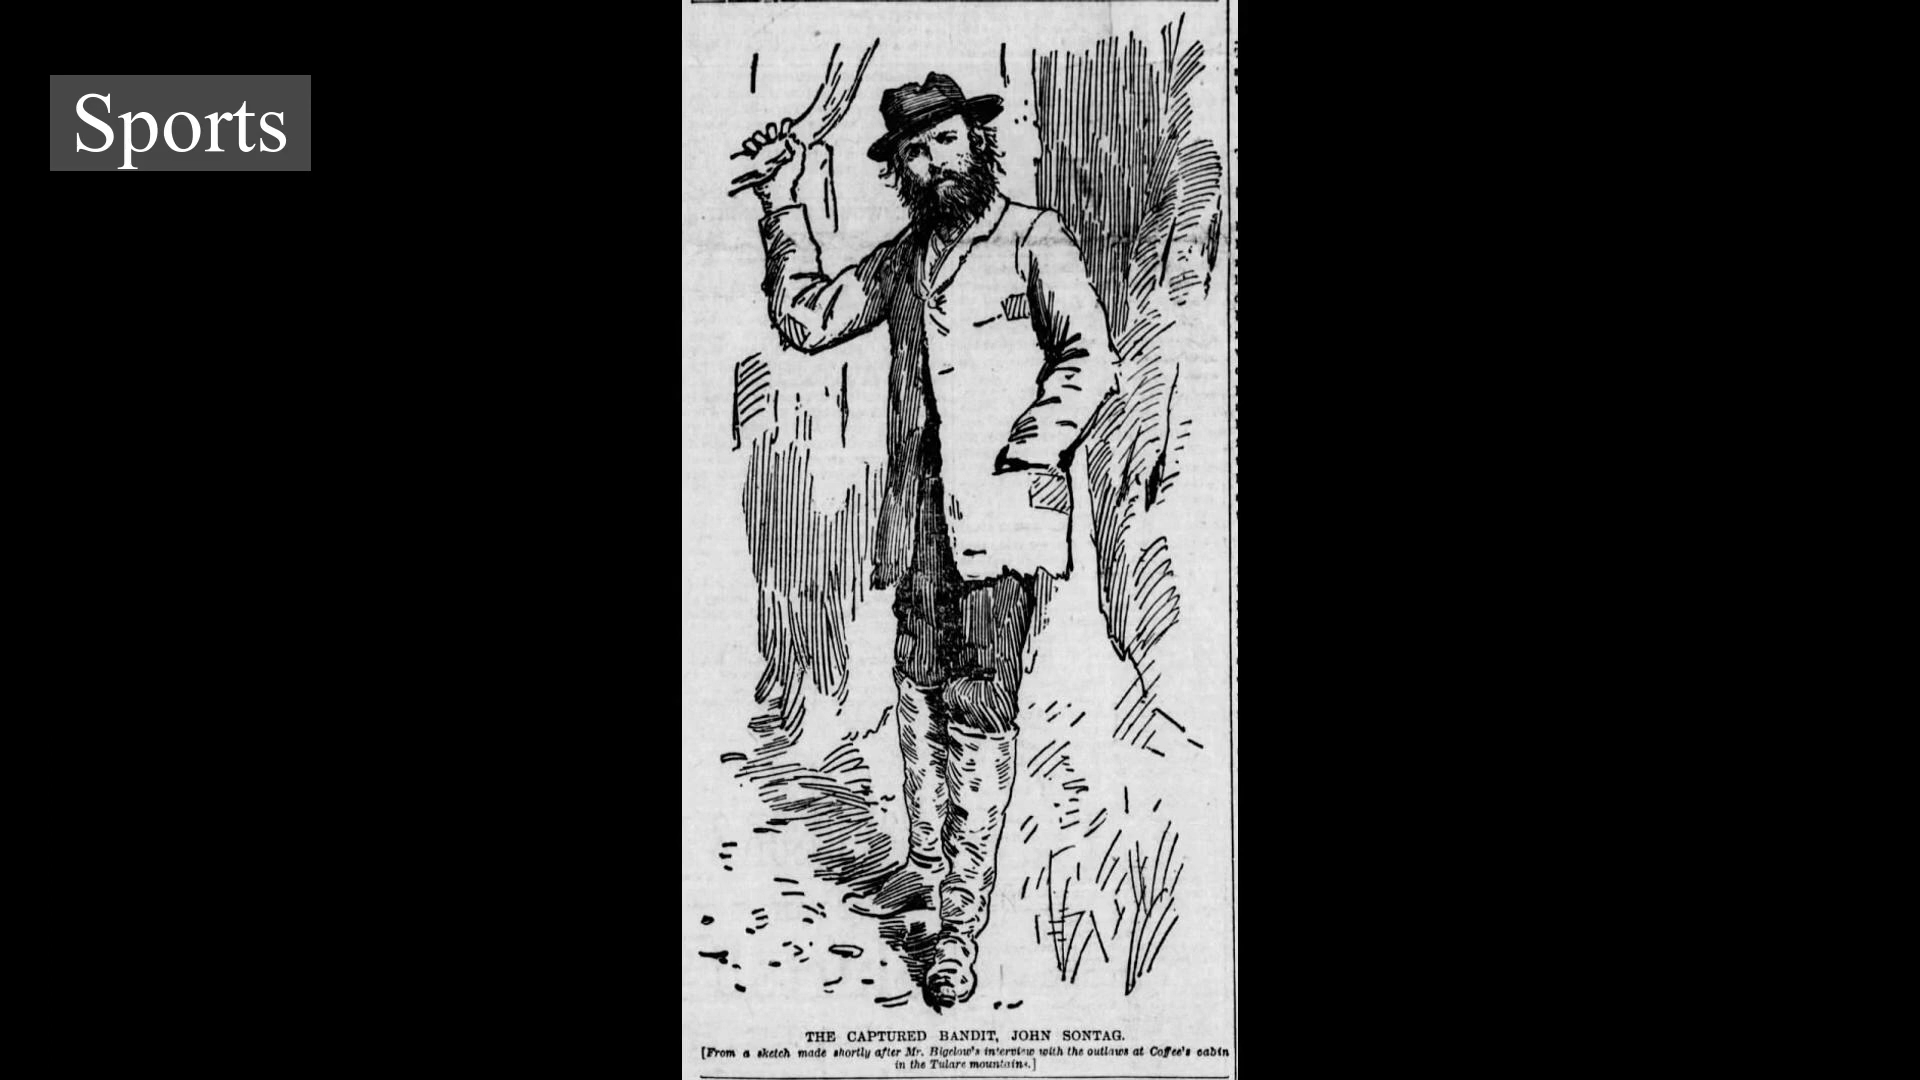 Sports
THE CAPTURED BANDIT, JOHN SONTAG.
[From a sketch made shortly after Mr. Bigelow's interview with the outlaws at Coffee's cabin
in the Tulare mountains.]